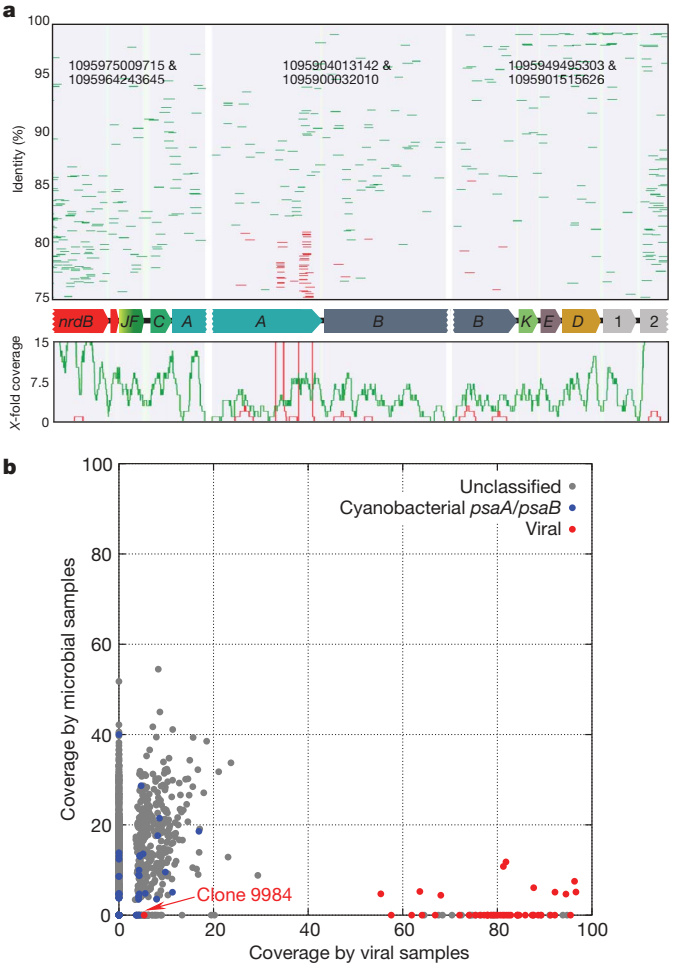 a
100
95
90
85
80
75
Identity (%)
1095975009715 &
1095964243645
1095904013142 &
1095900032010
1095949495303 &
1095901515626
nrdB JF C A A B B K E D 1 2
15
7.5
0
X-fold coverage
b
100
80
60
40
20
0
Coverage by microbial samples
Unclassified
Cyanobacterial psaA/psaB
Viral
Clone 9984
0 20 40 60 80 100
Coverage by viral samples